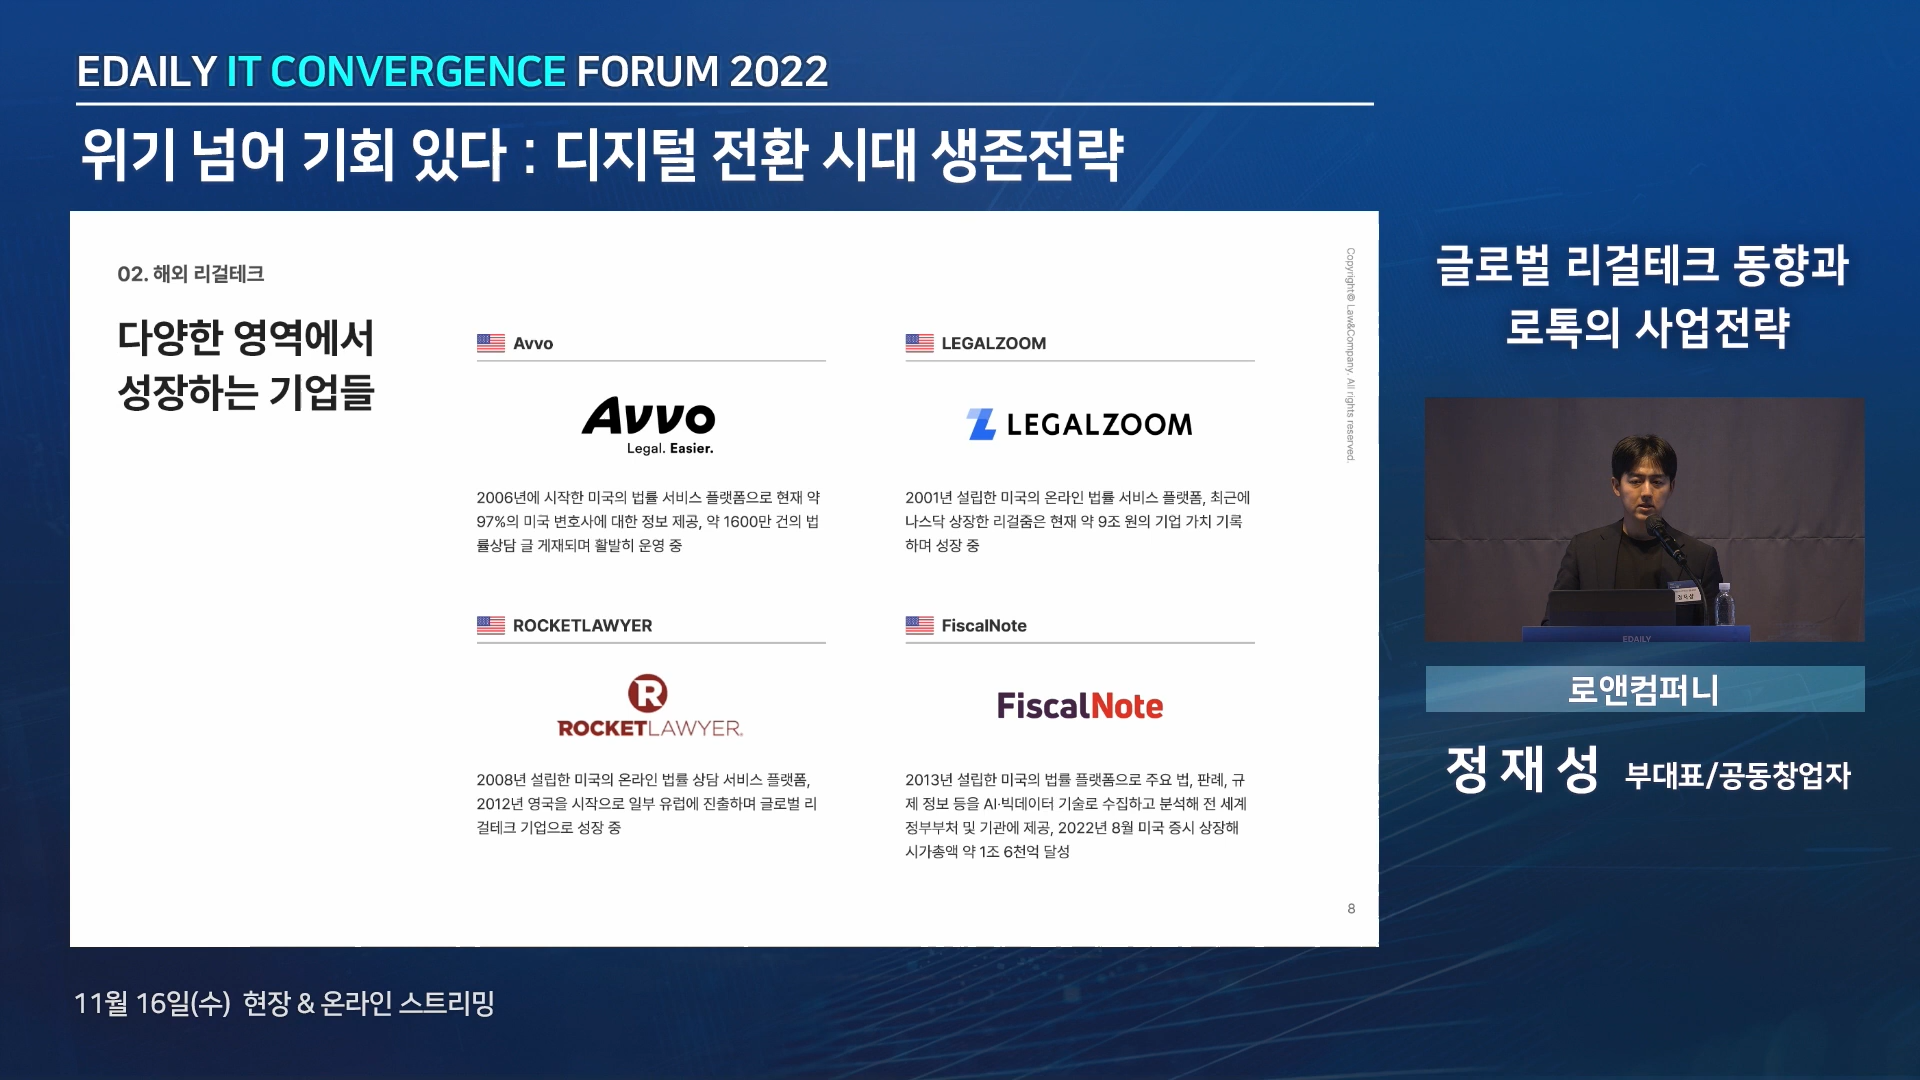 EDAILY IT CONVERGENCE FORUM 2022
위기 넘어 기회 있다 : 디지털 전환 시대 생존전략
02. 해외 리걸테크
다양한 영역에서
성장하는 기업들
Avvo
Avvo
Legal. Easier.
2006년에 시작한 미국의 법률 서비스 플랫폼으로 현재 약
97%의 미국 변호사에 대한 정보 제공, 약 1600만 건의 법
률상담 글 게재되며 활발히 운영 중
LEGALZOOM
LEGALZOOM
2001년 설립한 미국의 온라인 법률 서비스 플랫폼, 최근에
나스닥 상장한 리걸줌은 현재 약 9조 원의 기업 가치 기록
하며 성장 중
ROCKETLAWYER
R
ROCKETLAWYER.
2008년 설립한 미국의 온라인 법률 상담 서비스 플랫폼,
2012년 영국을 시작으로 일부 유럽에 진출하며 글로벌 리
걸테크 기업으로 성장 중
FiscalNote
FiscalNote
2013년 설립한 미국의 법률 플랫폼으로 주요 법, 판례, 규
제 정보 등을 AI·빅데이터 기술로 수집하고 분석해 전 세계
정부부처 및 기관에 제공, 2022년 8월 미국 증시 상장해
시가총액 약 1조 6천억 달성
Copyright© Law&Company. All rights reserved.
8
글로벌 리걸테크 동향과
로톡의 사업전략
정재성
EDAILY
로앤컴퍼니
정재성 부대표/공동창업자
11월 16일(수) 현장 & 온라인 스트리밍